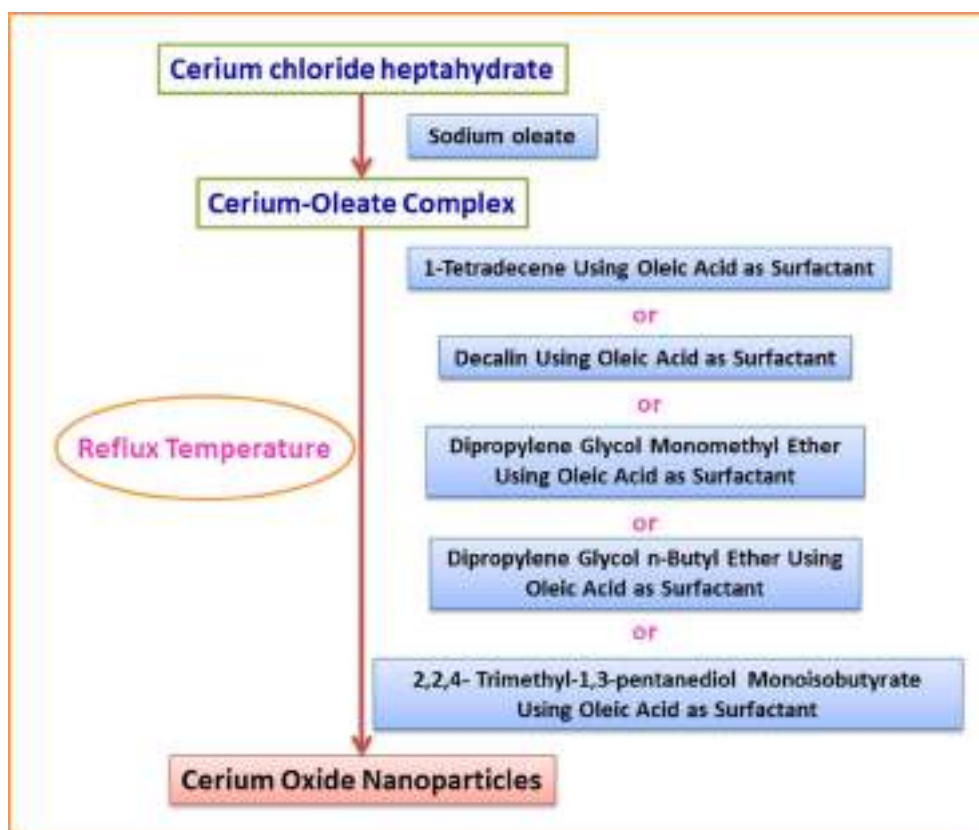 Cerium chloride heptahydrate
Sodium oleate
Cerium-Oleate Complex
1-Tetradecene Using Oleic Acid as Surfactant
or
Decalin Using Oleic Acid as Surfactant
or
Reflux Temperature
Dipropylene Glycol Monomethyl Ether
Using Oleic Acid as Surfactant
or
Dipropylene Glycol n-Butyl Ether Using
Oleic Acid as Surfactant
or
2,2,4- Trimethyl-1,3-pentanediol Monoisobutyrate
Using Oleic Acid as Surfactant
Cerium Oxide Nanoparticles